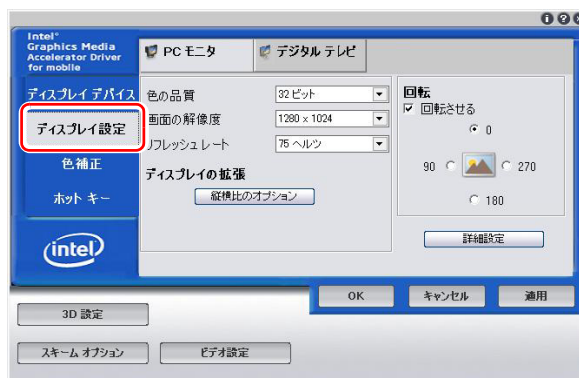 Intel®
Graphics Media
Accelerator Driver
for mobile
PC モニタ
デジタル テレビ
ディスプレイ デバイス
ディスプレイ設定
色補正
ホット キー
intel
色の品質
32 ビット
画面の解像度
1280 x 1024
リフレッシュ レート
75 ヘルツ
ディスプレイの拡張
縦横比のオプション
回転
回転させる
0
90
270
180
詳細設定
OK
キャンセル
適用
3D 設定
スキーム オプション
ビデオ設定